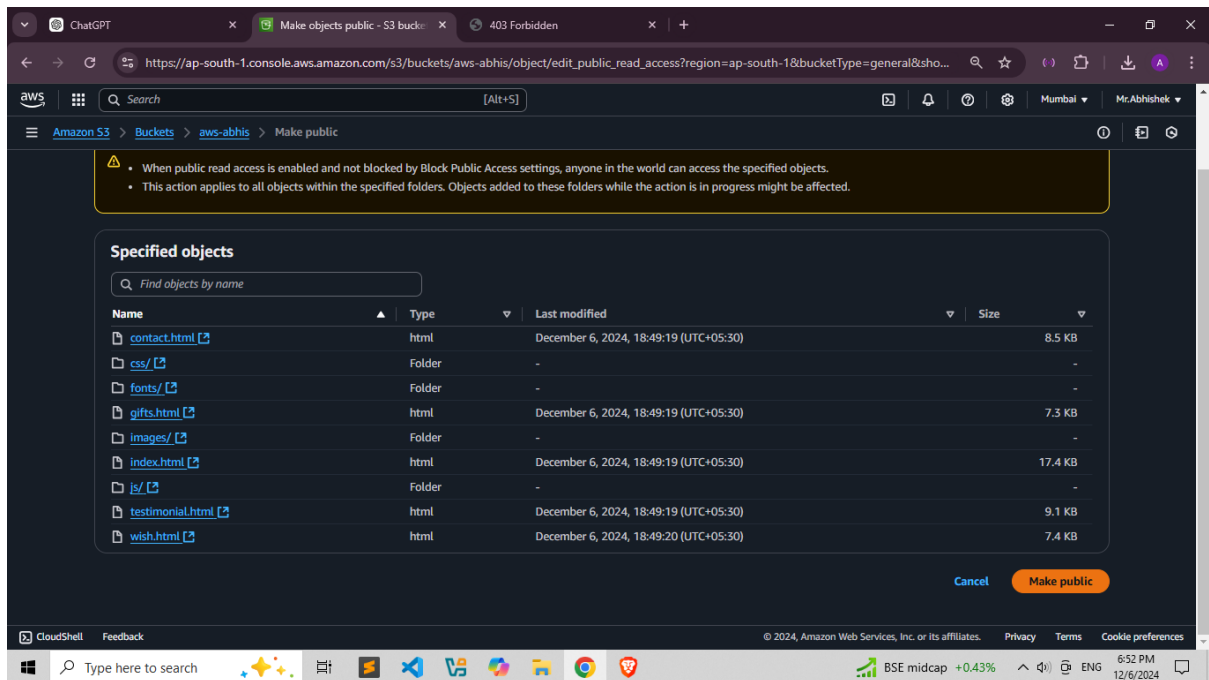 ChatGPT
Make objects public - S3 bucke
403 Forbidden
https://ap-south-1.console.aws.amazon.com/s3/buckets/aws-abhis/object/edit_public_read_access?region=ap-south-1&bucketType=general&sho...
A
aws
Search [Alt+S]
Mumbai Mr.Abhishek
Amazon S3 > Buckets > aws-abhis > Make public
• When public read access is enabled and not blocked by Block Public Access settings, anyone in the world can access the specified objects.
• This action applies to all objects within the specified folders. Objects added to these folders while the action is in progress might be affected.
Specified objects
Find objects by name
Name Type Last modified Size
contact.html html December 6, 2024, 18:49:19 (UTC+05:30) 8.5 KB
css/ Folder - -
fonts/ Folder - -
gifts.html html December 6, 2024, 18:49:19 (UTC+05:30) 7.3 KB
images/ Folder - -
index.html html December 6, 2024, 18:49:19 (UTC+05:30) 17.4 KB
js/ Folder - -
testimonial.html html December 6, 2024, 18:49:19 (UTC+05:30) 9.1 KB
wish.html html December 6, 2024, 18:49:20 (UTC+05:30) 7.4 KB
Cancel Make public
CloudShell Feedback © 2024, Amazon Web Services, Inc. or its affiliates. Privacy Terms Cookie preferences
Type here to search BSE midcap +0.43% ENG 6:52 PM
12/6/2024